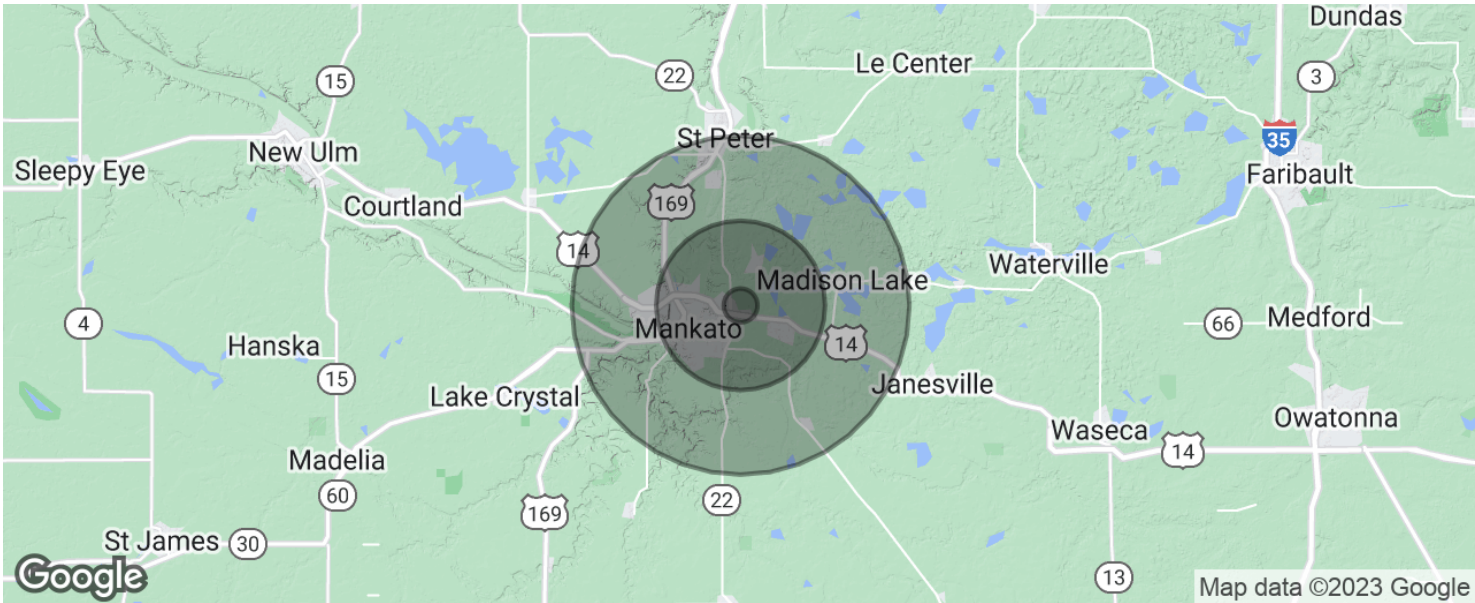 Dundas
Le Center
22
15
3
35
St Peter
New Ulm
Sleepy Eye
Faribault
169
Courtland
14
Waterville
Madison Lake
4
Mankato
66
Medford
Hanska
14
15
Janesville
Lake Crystal
Owatonna
Waseca
14
Madelia
60
22
169
St James
30
13
Google
Map data ©2023 Google